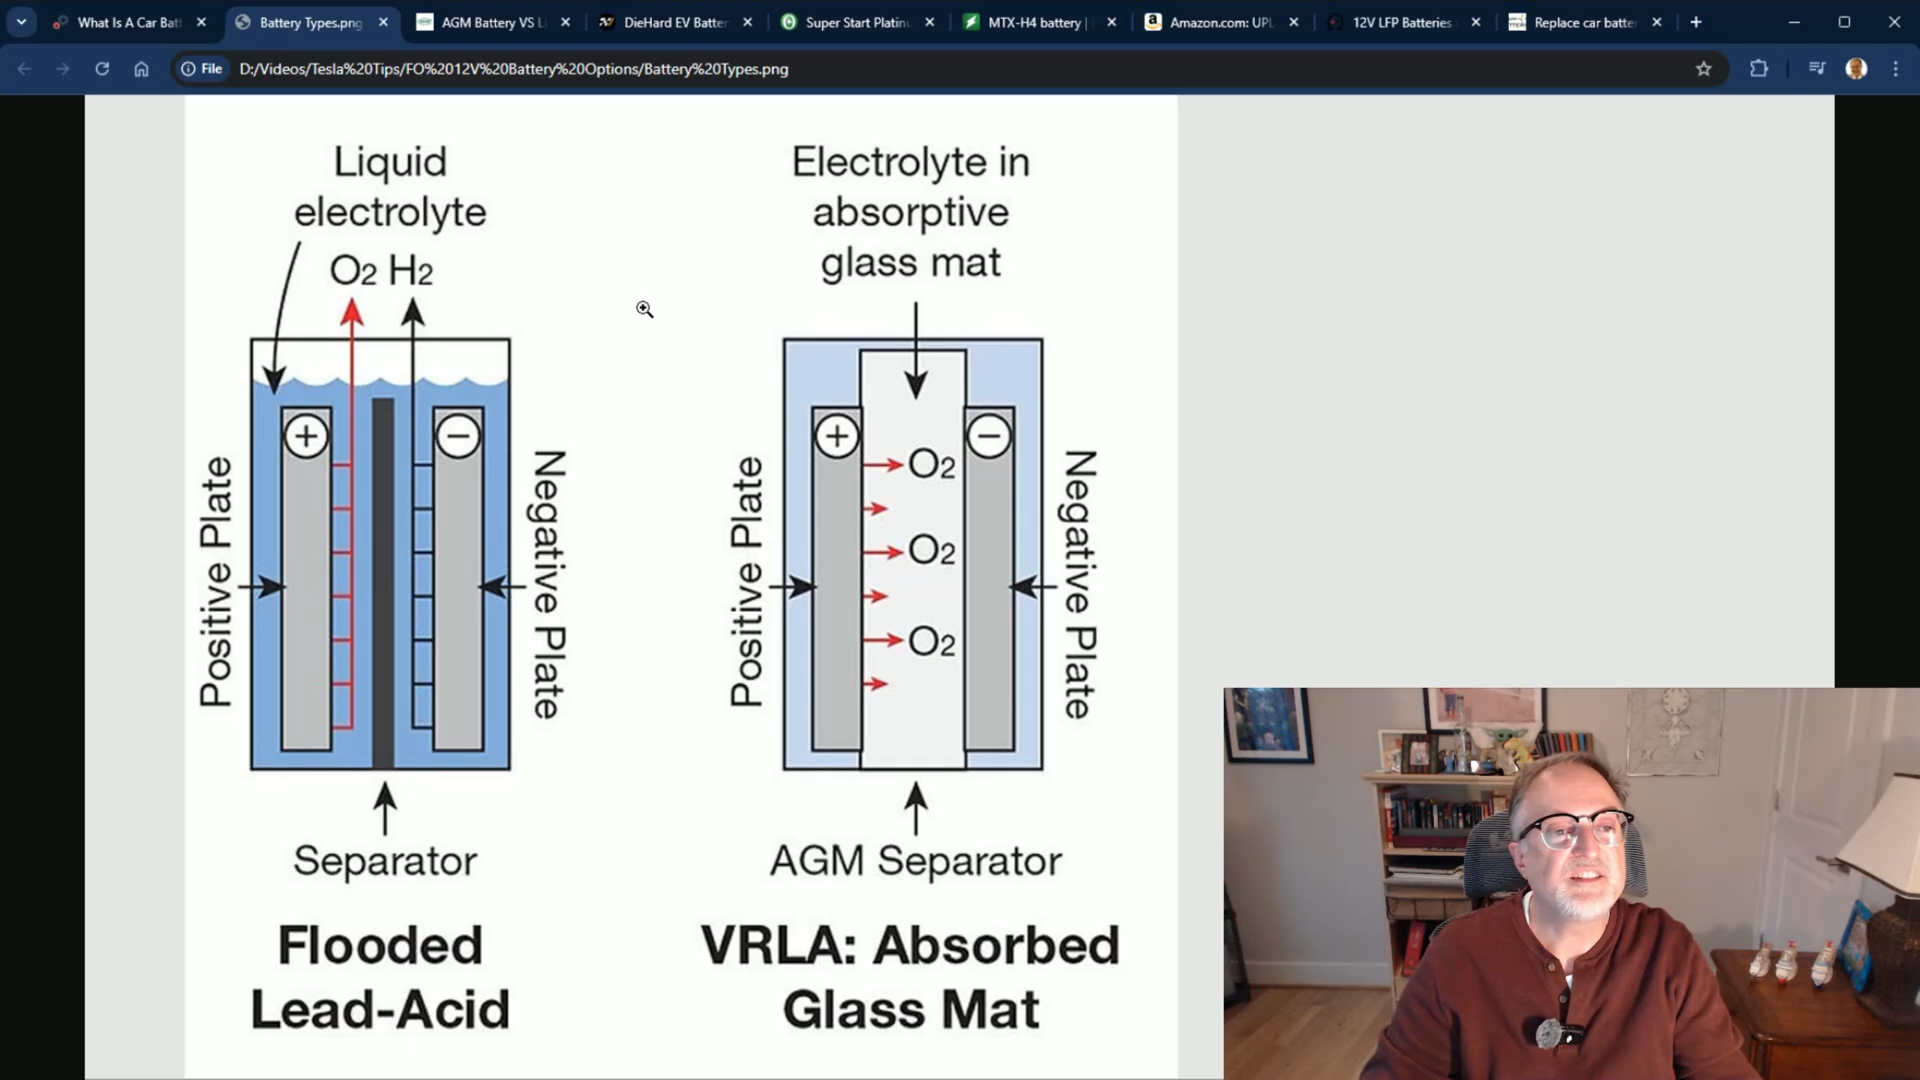 What Is A Car Batt
Battery Types.png
AGM Battery VS Li
DieHard EV Batter
Super Start Platinu
MTX-H4 battery |
Amazon.com: UPL
12V LFP Batteries
Replace car batte
File
D:/Videos/Tesla%20Tips/FO%2012V%20Battery%20Options/Battery%20Types.png
Liquid
electrolyte
O2 H2
Positive Plate
+
−
Negative Plate
Separator
Flooded
Lead-Acid
Electrolyte in
absorptive
glass mat
Positive Plate
+
−
O2
O2
O2
Negative Plate
AGM Separator
VRLA: Absorbed
Glass Mat